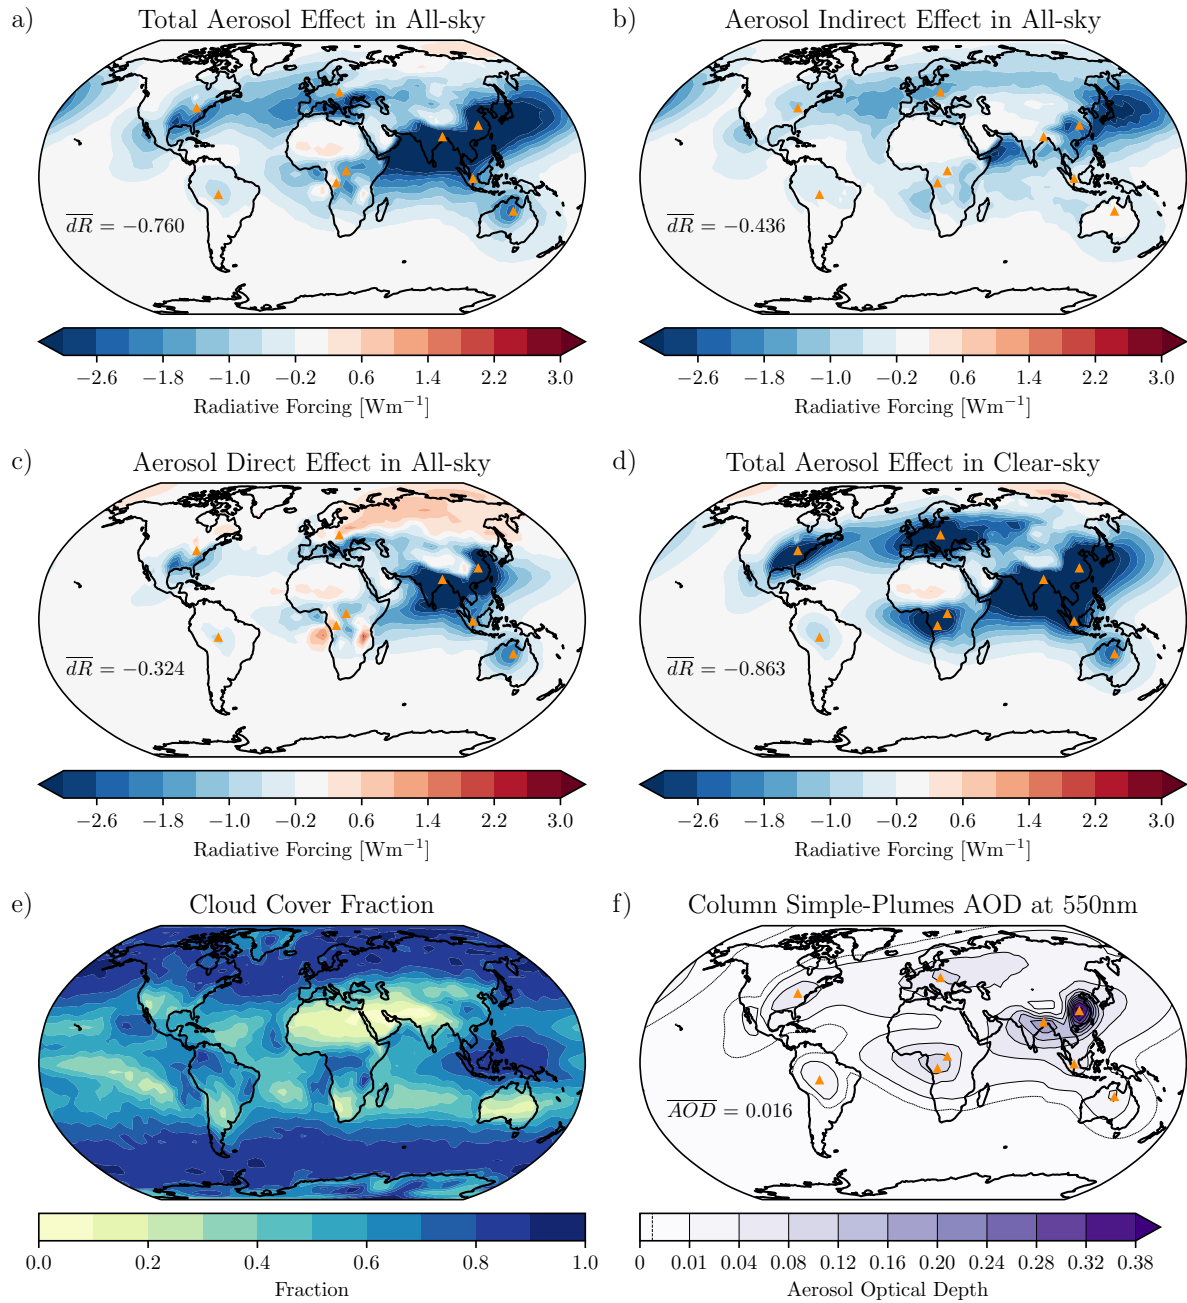 a) Total Aerosol Effect in All-sky
b) Aerosol Indirect Effect in All-sky
dR = −0.760
dR = −0.436
−2.6 −1.8 −1.0 −0.2 0.6 1.4 2.2 3.0
Radiative Forcing [Wm⁻¹]
−2.6 −1.8 −1.0 −0.2 0.6 1.4 2.2 3.0
Radiative Forcing [Wm⁻¹]
c) Aerosol Direct Effect in All-sky
d) Total Aerosol Effect in Clear-sky
dR = −0.324
dR = −0.863
−2.6 −1.8 −1.0 −0.2 0.6 1.4 2.2 3.0
Radiative Forcing [Wm⁻¹]
−2.6 −1.8 −1.0 −0.2 0.6 1.4 2.2 3.0
Radiative Forcing [Wm⁻¹]
e) Cloud Cover Fraction
f) Column Simple-Plumes AOD at 550nm
AOD = 0.016
0.0 0.2 0.4 0.6 0.8 1.0
Fraction
0 0.01 0.04 0.08 0.12 0.16 0.20 0.24 0.28 0.32 0.38
Aerosol Optical Depth